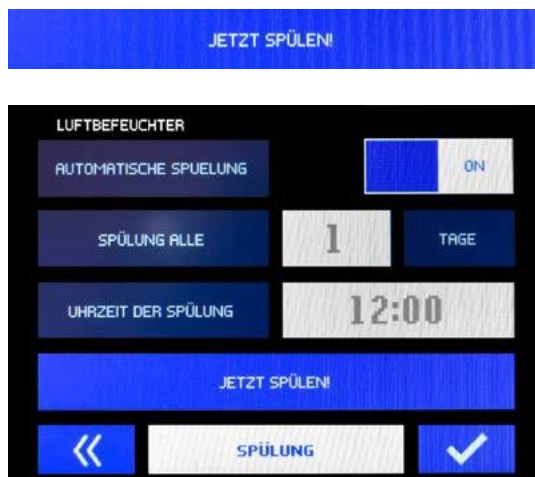 JETZT SPÜLEN!
LUFTBEFEUCHTER
AUTOMATISCHE SPUELUNG ON
SPÜLUNG ALLE 1 TAGE
UHRZEIT DER SPÜLUNG 12:00
JETZT SPÜLEN!
SPÜLUNG